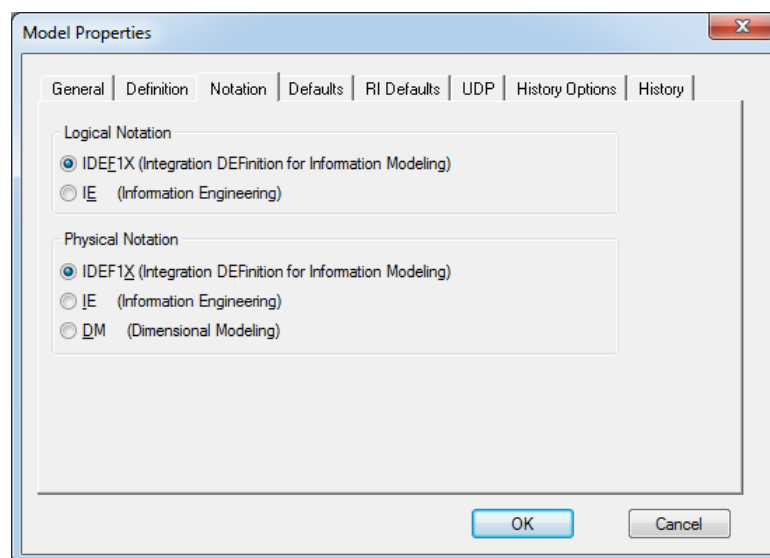 Model Properties
General Definition Notation Defaults RI Defaults UDP History Options History
Logical Notation
IDEF1X (Integration DEFinition for Information Modeling)
IE (Information Engineering)
Physical Notation
IDEF1X (Integration DEFinition for Information Modeling)
IE (Information Engineering)
DM (Dimensional Modeling)
OK Cancel